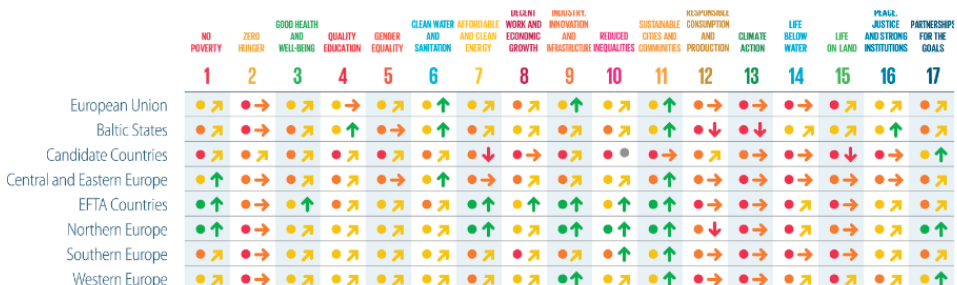 NO POVERTY
ZERO HUNGER
GOOD HEALTH AND WELL-BEING
QUALITY EDUCATION
GENDER EQUALITY
CLEAN WATER AND SANITATION
AFFORDABLE AND CLEAN ENERGY
DECENT WORK AND ECONOMIC GROWTH
INDUSTRY, INNOVATION AND INFRASTRUCTURE
REDUCED INEQUALITIES
SUSTAINABLE CITIES AND COMMUNITIES
RESPONSIBLE CONSUMPTION AND PRODUCTION
CLIMATE ACTION
LIFE BELOW WATER
LIFE ON LAND
PEACE, JUSTICE AND STRONG INSTITUTIONS
PARTNERSHIPS FOR THE GOALS
1 2 3 4 5 6 7 8 9 10 11 12 13 14 15 16 17
European Union
Baltic States
Candidate Countries
Central and Eastern Europe
EFTA Countries
Northern Europe
Southern Europe
Western Europe